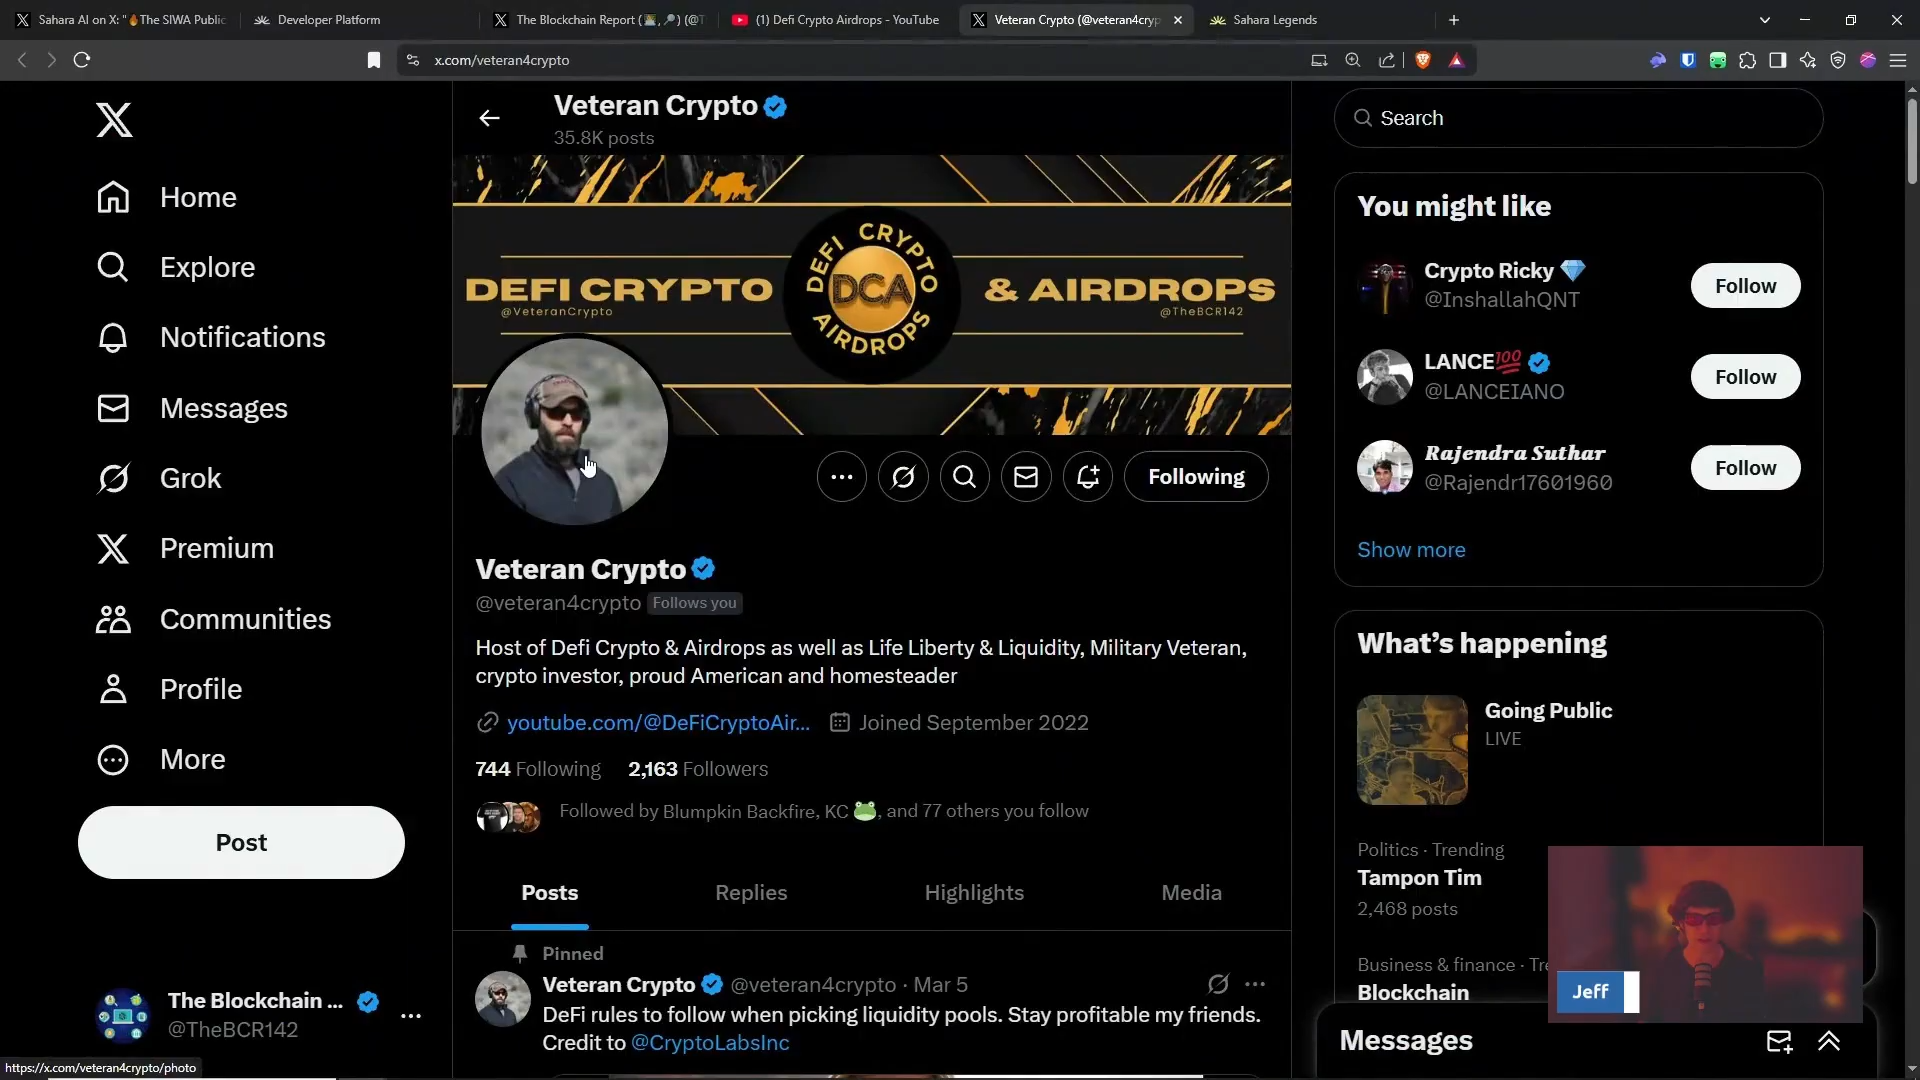 Sahara AI on X: "🔥The SIWA Public
Developer Platform
The Blockchain Report (
(1) Defi Crypto Airdrops - YouTube
Veteran Crypto (@veteran4cryp
Sahara Legends
x.com/veteran4crypto
Home
Explore
Notifications
Messages
Grok
Premium
Communities
Profile
More
Post
The Blockchain ...
@TheBCR142
https://x.com/veteran4crypto/photo
Veteran Crypto
35.8K posts
DEFI CRYPTO
@VeteranCrypto
DEFI CRYPTO
DCA
AIRDROPS
& AIRDROPS
@TheBCR142
Following
Veteran Crypto
@veteran4crypto Follows you
Host of Defi Crypto & Airdrops as well as Life Liberty & Liquidity, Military Veteran,
crypto investor, proud American and homesteader
youtube.com/@DeFiCryptoAir... Joined September 2022
744 Following 2,163 Followers
Followed by Blumpkin Backfire, KC 🐸, and 77 others you follow
Posts Replies Highlights Media
Pinned
Veteran Crypto @veteran4crypto · Mar 5
DeFi rules to follow when picking liquidity pools. Stay profitable my friends.
Credit to @CryptoLabsInc
Search
You might like
Crypto Ricky 💎
@InshallahQNT
Follow
LANCE💯
@LANCEIANO
Follow
Rajendra Suthar
@Rajendr17601960
Follow
Show more
What's happening
Going Public
LIVE
Politics · Trending
Tampon Tim
2,468 posts
Business & finance · Tre
Blockchain
Jeff
Messages